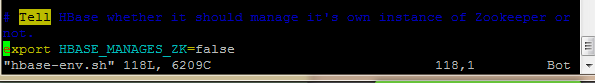 # Tell HBase whether it should manage it's own instance of Zookeeper or
not.
export HBASE_MANAGES_ZK=false
"hbase-env.sh" 118L, 6209C 118,1 Bot